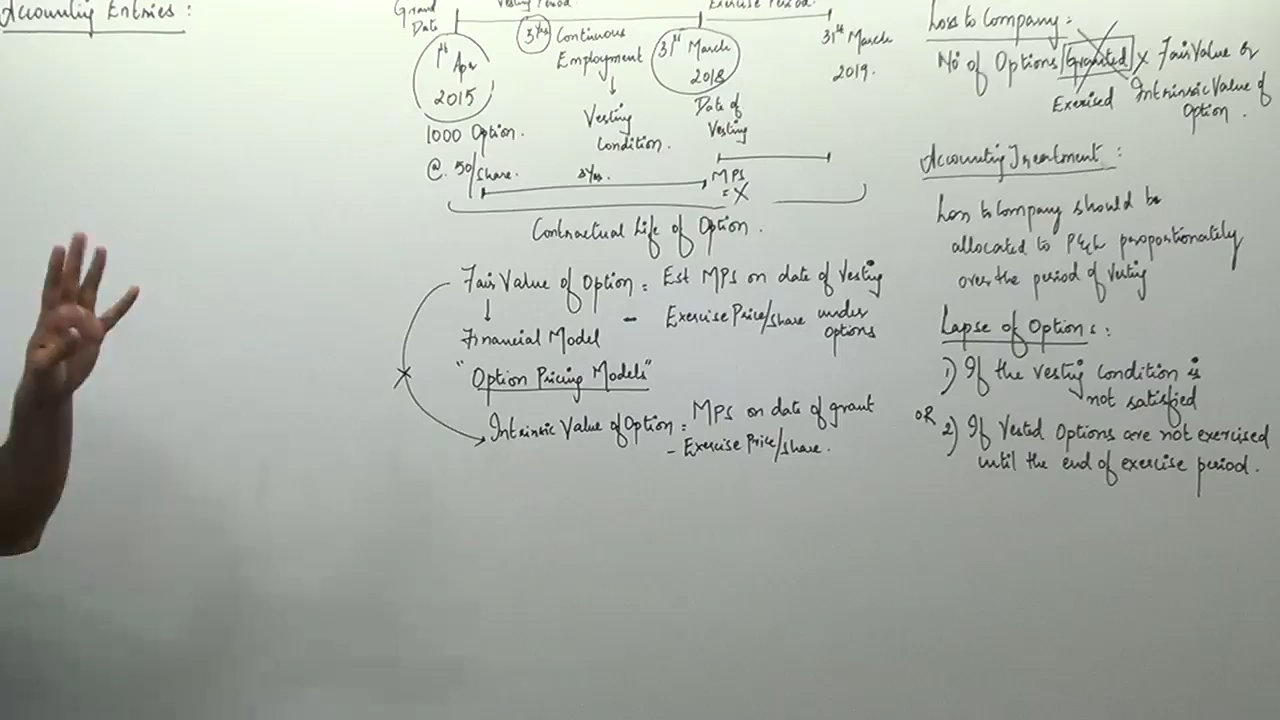 Accounting Entries :
Grand Date
Vesting Period.
Exercise Period.
1st Apr 2015
3 Yrs
Continuous
Employment
Vesting
Condition.
31st March
2018
Date of
Vesting
31st March
2019.
1000 Option.
@. 50/share.
3 Yrs.
MPS
= X
Contractual Life of Option.
Fair Value of Option = Est MPS on date of Vesting
- Exercise Price/share under
options
Financial Model
"Option Pricing Models"
Intrinsic Value of Option = MPS on date of grant
- Exercise Price/share.
Loss to Company :
No of Options Granted x Fair Value or
Exerised Intrinsic Value of
Option.
Accounting Treatment :
Loss to Company should be
allocated to P&L proportionately
over the period of vesting
Lapse of Options :
1) If the Vesting Condition is
not satisfied
OR
2) If Vested Options are not exercised
until the end of exercise period.